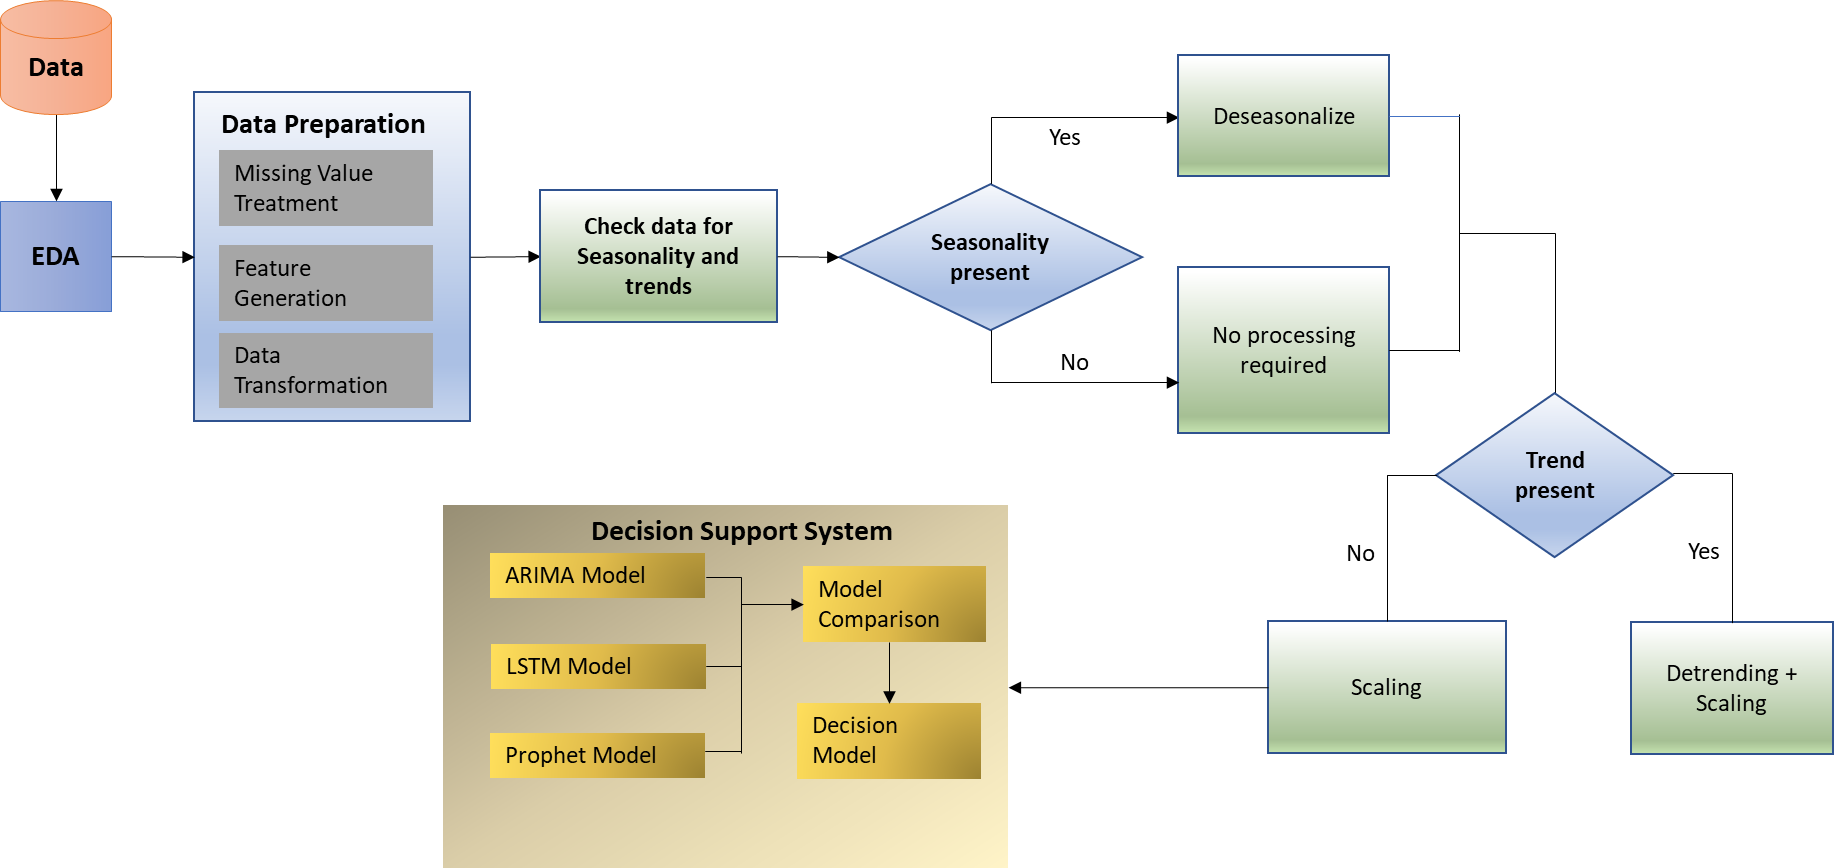 Data
EDA
Data Preparation
Missing Value
Treatment
Feature
Generation
Data
Transformation
Check data for
Seasonality and
trends
Seasonality
present
Yes
No
Deseasonalize
No processing
required
Trend
present
No
Yes
Scaling
Detrending +
Scaling
Decision Support System
ARIMA Model
LSTM Model
Prophet Model
Model
Comparison
Decision
Model